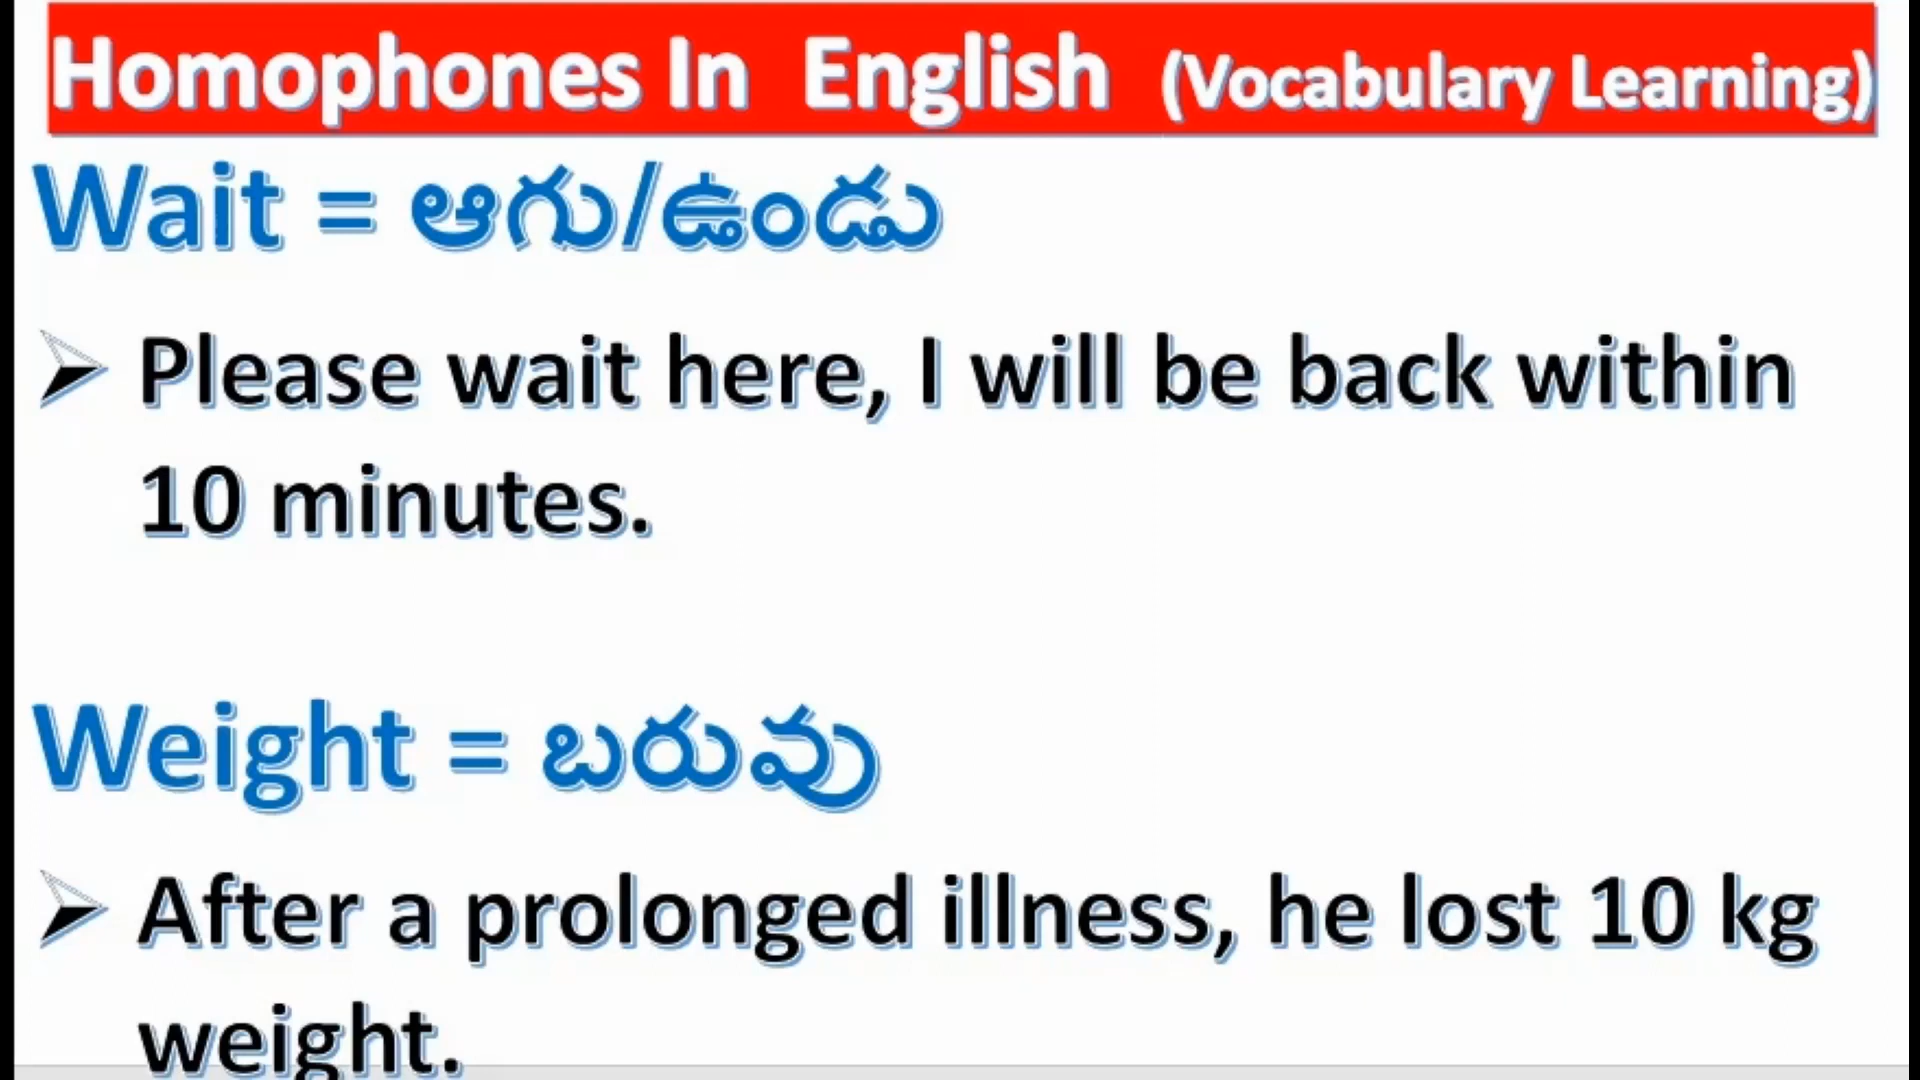 Homophones In English (Vocabulary Learning)
Wait = ఆగు/ఉండు
Please wait here, I will be back within
10 minutes.
Weight = బరువు
After a prolonged illness, he lost 10 kg
weight.